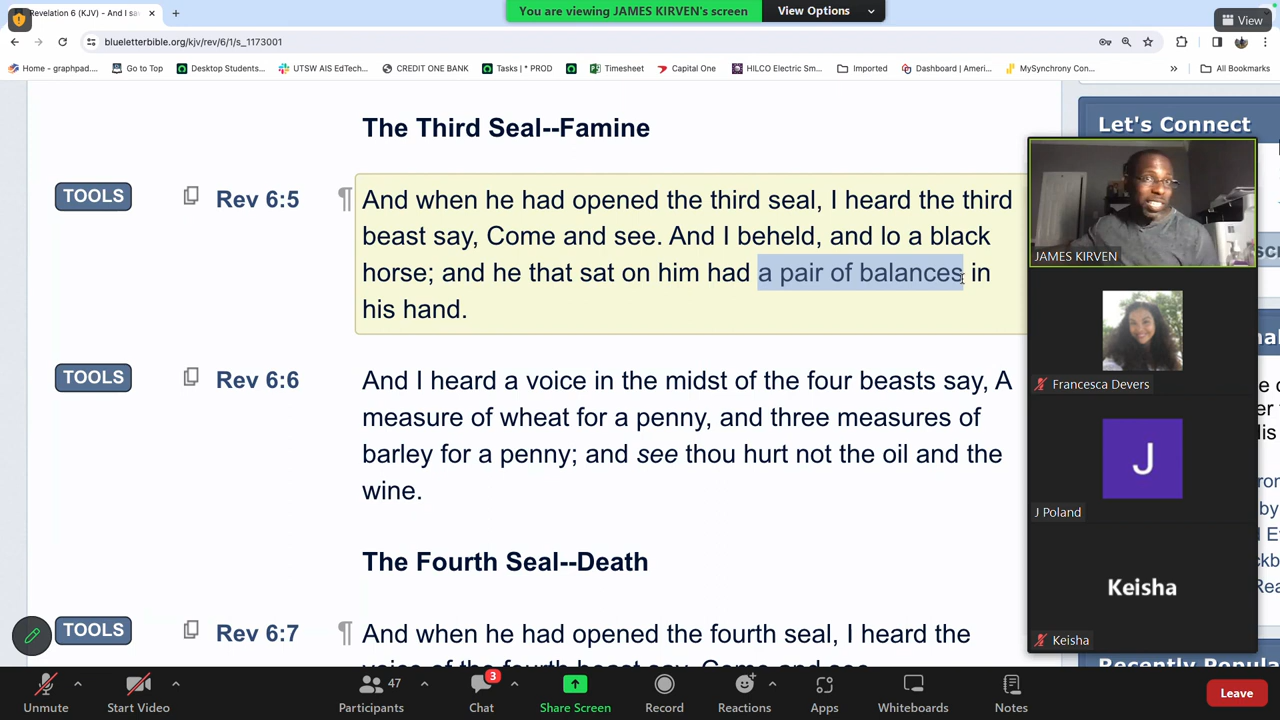 Revelation 6 (KJV) - And I sa
You are viewing JAMES KIRVEN's screen
View Options
View
blueletterbible.org/kjv/rev/6/1/s_1173001
Home - graphpad....
Go to Top
Desktop Students...
UTSW AIS EdTech...
CREDIT ONE BANK
Tasks | * PROD
Timesheet
Capital One
HILCO Electric Sm...
Imported
Dashboard | Ameri...
MySynchrony Con...
»
All Bookmarks
The Third Seal--Famine
TOOLS
Rev 6:5
¶ And when he had opened the third seal, I heard the third
beast say, Come and see. And I beheld, and lo a black
horse; and he that sat on him had a pair of balances in
his hand.
TOOLS
Rev 6:6
And I heard a voice in the midst of the four beasts say, A
measure of wheat for a penny, and three measures of
barley for a penny; and see thou hurt not the oil and the
wine.
The Fourth Seal--Death
TOOLS
Rev 6:7
¶ And when he had opened the fourth seal, I heard the
voice of the fourth beast say, Come and see.
Let's Connect
JAMES KIRVEN
Francesca Devers
J
J Poland
Keisha
Keisha
Unmute
Start Video
47
Participants
3
Chat
Share Screen
Record
Reactions
Apps
Whiteboards
Notes
Leave